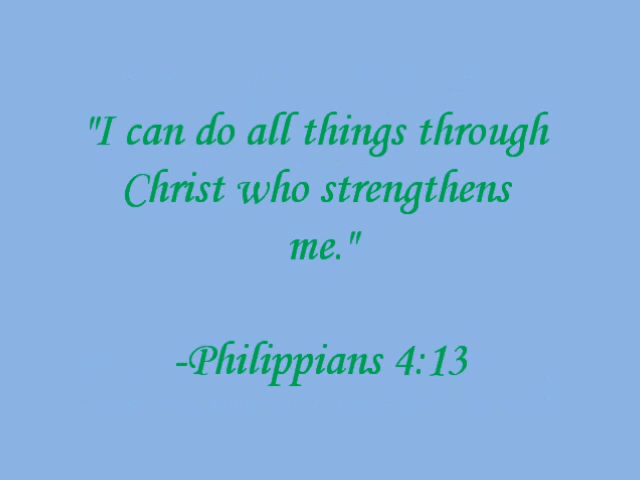 "I can do all things through
Christ who strengthens
me."
-Philippians 4:13